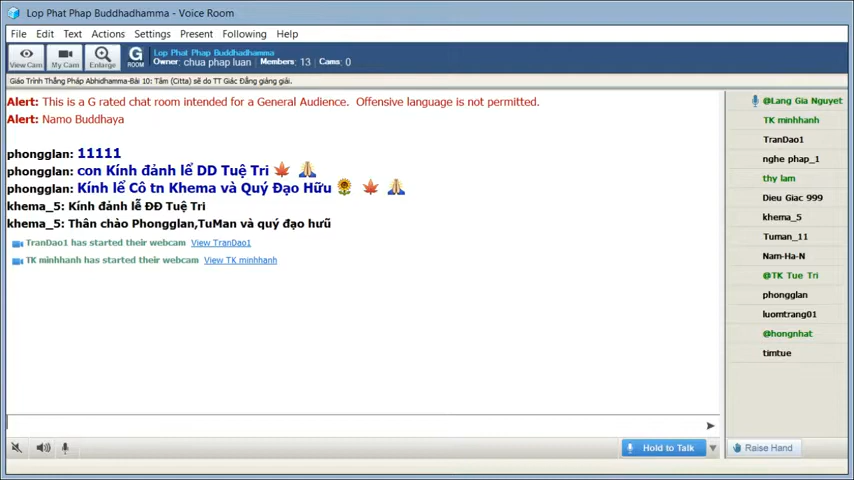 Lop Phat Phap Buddhadhamma - Voice Room
File Edit Text Actions Settings Present Following Help
View Cam My Cam Enlarge G ROOM
Lop Phat Phap Buddhadhamma
Owner: chua phap luan Members: 13 Cams: 0
Giáo Trình Thắng Pháp Abhidhamma-Bài 10: Tâm (Citta) sẽ do TT Giác Đẳng giảng giải.
Alert: This is a G rated chat room intended for a General Audience. Offensive language is not permitted.
Alert: Namo Buddhaya
phongglan: 11111
phongglan: con Kính đảnh lể DD Tuệ Tri 🍁 🙏
phongglan: Kính lể Cô tn Khema và Quý Đạo Hữu 🌻 🍁 🙏
khema_5: Kính đảnh lễ ĐĐ Tuệ Tri
khema_5: Thân chào Phongglan,TuMan và quý đạo hưũ
TranDao1 has started their webcam View TranDao1
TK minhhanh has started their webcam View TK minhhanh
@Lang Gia Nguyet
TK minhhanh
TranDao1
nghe phap_1
thy lam
Dieu Giac 999
khema_5
Tuman_11
Nam-Ha-N
@TK Tue Tri
phongglan
luomtrang01
@hongnhat
timtue
Hold to Talk
Raise Hand